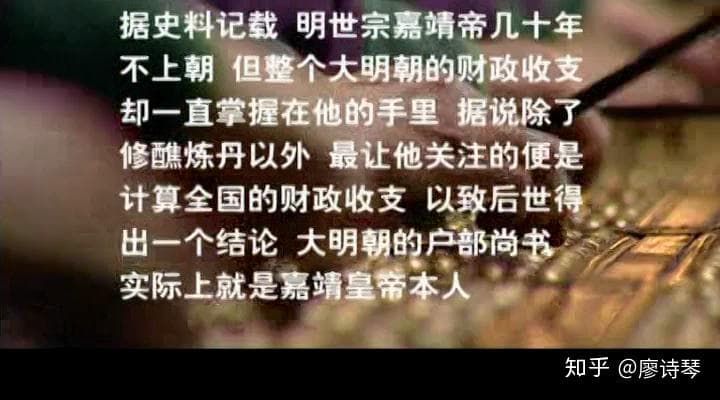 据史料记载 明世宗嘉靖帝几十年
不上朝 但整个大明朝的财政收支
却一直掌握在他的手里 据说除了
修醮炼丹以外 最让他关注的便是
计算全国的财政收支 以致后世得
出一个结论 大明朝的户部尚书
实际上就是嘉靖皇帝本人
知乎 @廖诗琴